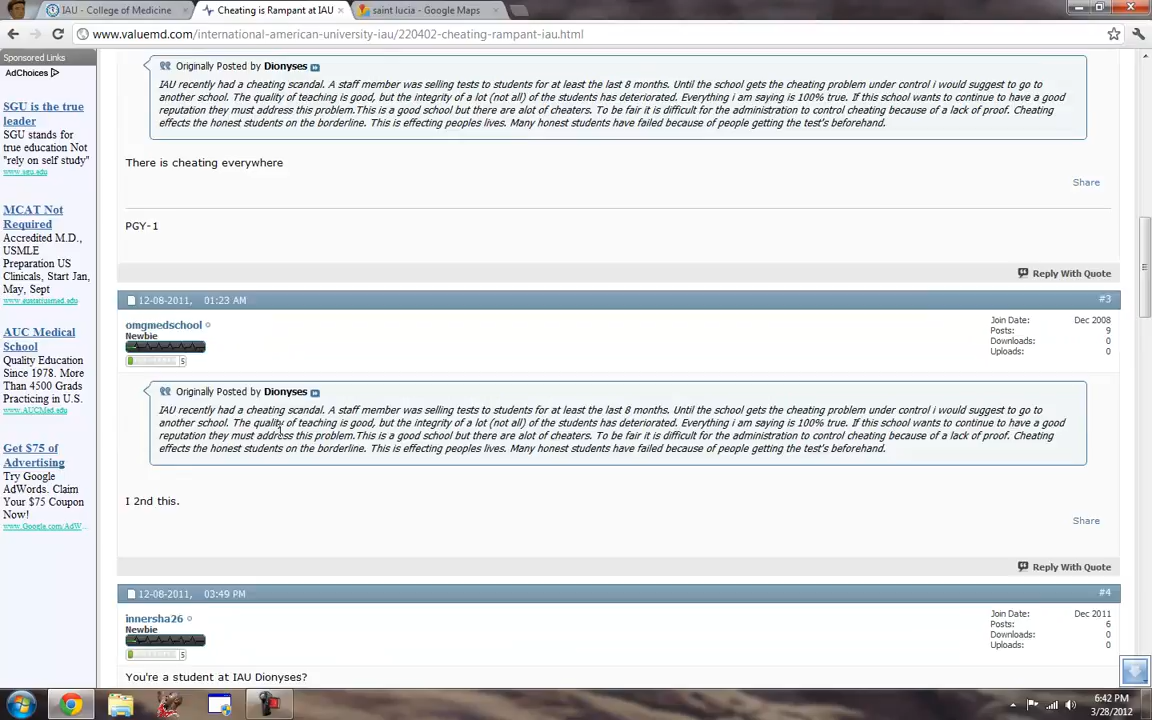 IAU - College of Medicine
Cheating is Rampant at IAU
saint lucia - Google Maps
www.valuemd.com/international-american-university-iau/220402-cheating-rampant-iau.html
Sponsored Links
AdChoices
SGU is the true
leader
SGU stands for
true education Not
"rely on self study"
www.sgu.edu
MCAT Not
Required
Accredited M.D.,
USMLE
Preparation US
Clinicals, Start Jan,
May, Sept
AUC Medical
School
Quality Education
Since 1978. More
Than 4500 Grads
Practicing in U.S.
www.AUCMed.edu
Get $75 of
Advertising
Try Google
AdWords. Claim
Your $75 Coupon
Now!
www.Google.com/AdW...
Originally Posted by Dionyses
IAU recently had a cheating scandal. A staff member was selling tests to students for at least the last 8 months. Until the school gets the cheating problem under control i would suggest to go to
another school. The quality of teaching is good, but the integrity of a lot (not all) of the students has deteriorated. Everything i am saying is 100% true. If this school wants to continue to have a good
reputation they must address this problem.This is a good school but there are alot of cheaters. To be fair it is difficult for the administration to control cheating because of a lack of proof. Cheating
effects the honest students on the borderline. This is effecting peoples lives. Many honest students have failed because of people getting the test's beforehand.
There is cheating everywhere
Share
PGY-1
Reply With Quote
12-08-2011, 01:23 AM
#3
omgmedschool
Newbie
5
Join Date: Dec 2008
Posts: 9
Downloads: 0
Uploads: 0
Originally Posted by Dionyses
IAU recently had a cheating scandal. A staff member was selling tests to students for at least the last 8 months. Until the school gets the cheating problem under control i would suggest to go to
another school. The quality of teaching is good, but the integrity of a lot (not all) of the students has deteriorated. Everything i am saying is 100% true. If this school wants to continue to have a good
reputation they must address this problem.This is a good school but there are alot of cheaters. To be fair it is difficult for the administration to control cheating because of a lack of proof. Cheating
effects the honest students on the borderline. This is effecting peoples lives. Many honest students have failed because of people getting the test's beforehand.
I 2nd this.
Share
Reply With Quote
12-08-2011, 03:49 PM
#4
innersha26
Newbie
5
Join Date: Dec 2011
Posts: 6
Downloads: 0
Uploads: 0
You're a student at IAU Dionyses?
6:42 PM
3/28/2012